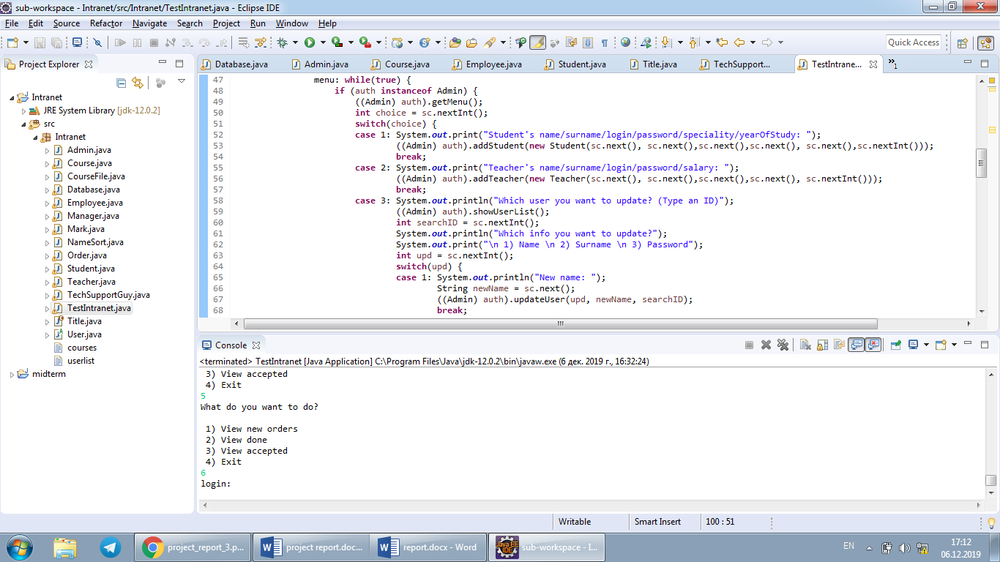 sub-workspace - Intranet/src/Intranet/TestIntranet.java - Eclipse IDE
File Edit Source Refactor Navigate Search Project Run Window Help
Quick Access
Project Explorer
Intranet
JRE System Library [jdk-12.0.2]
src
Intranet
Admin.java
Course.java
CourseFile.java
Database.java
Employee.java
Manager.java
Mark.java
NameSort.java
Order.java
Student.java
Teacher.java
TechSupportGuy.java
TestIntranet.java
Title.java
User.java
courses
userlist
midterm
Database.java Admin.java Course.java Employee.java Student.java Title.java TechSupport... TestIntrane... »1
47 menu: while(true) {
48 if (auth instanceof Admin) {
49 ((Admin) auth).getMenu();
50 int choice = sc.nextInt();
51 switch(choice) {
52 case 1: System.out.print("Student's name/surname/login/password/speciality/yearOfStudy: ");
53 ((Admin) auth).addStudent(new Student(sc.next(), sc.next(),sc.next(),sc.next(), sc.next(),sc.nextInt()));
54 break;
55 case 2: System.out.print("Teacher's name/surname/login/password/salary: ");
56 ((Admin) auth).addTeacher(new Teacher(sc.next(), sc.next(),sc.next(),sc.next(), sc.nextInt()));
57 break;
58 case 3: System.out.println("Which user you want to update? (Type an ID)");
59 ((Admin) auth).showUserList();
60 int searchID = sc.nextInt();
61 System.out.println("Which info you want to update?");
62 System.out.print("\n 1) Name \n 2) Surname \n 3) Password");
63 int upd = sc.nextInt();
64 switch(upd) {
65 case 1: System.out.println("New name: ");
66 String newName = sc.next();
67 ((Admin) auth).updateUser(upd, newName, searchID);
68 break;
Console
<terminated> TestIntranet [Java Application] C:\Program Files\Java\jdk-12.0.2\bin\javaw.exe (6 дек. 2019 г., 16:32:24)
3) View accepted
4) Exit
5
What do you want to do?
1) View new orders
2) View done
3) View accepted
4) Exit
6
login:
Writable Smart Insert 100 : 51
project_report_3.p... project report.doc... report.docx - Word sub-workspace - I...
EN
17:12
06.12.2019